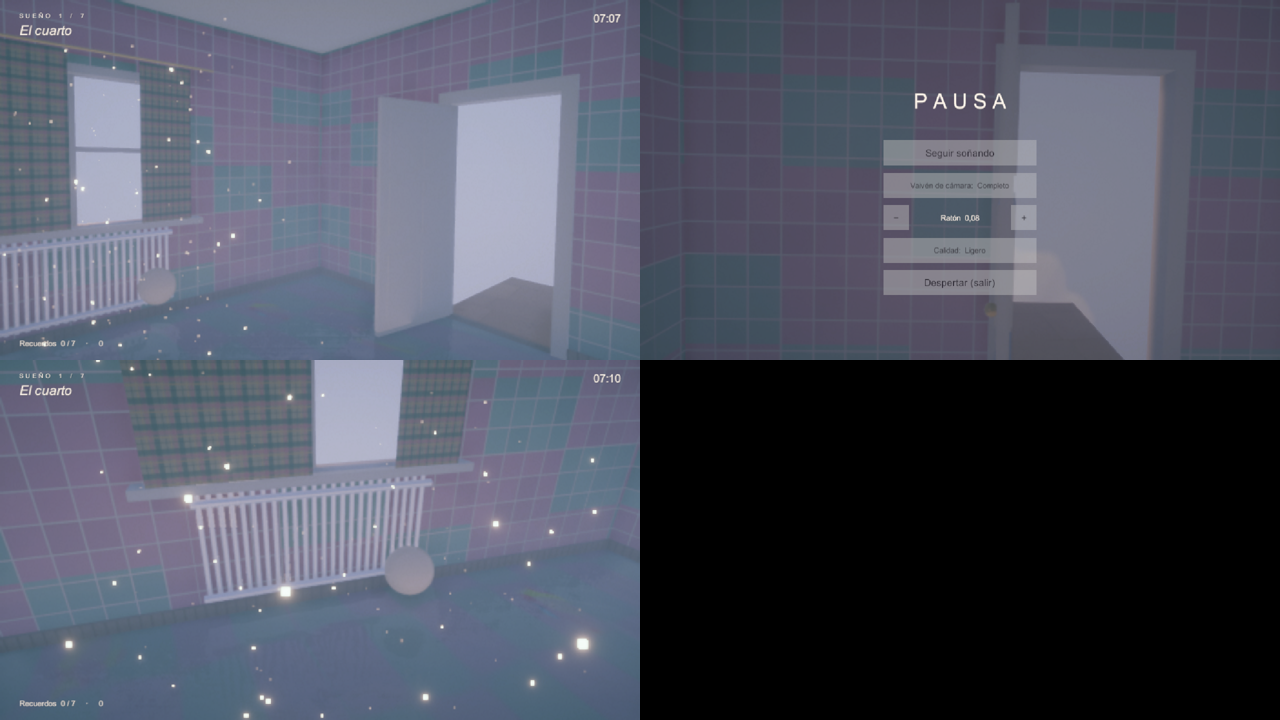 SUEÑO 1 / 7
El cuarto
07:07
Recuerdos 0/7 - 0
PAUSA
Seguir soñando
Vaivén de cámara: Completo
- Ratón 0,08 +
Calidad: Ligero
Despertar (salir)
SUEÑO 1 / 7
El cuarto
07:10
Recuerdos 0/7 - 0